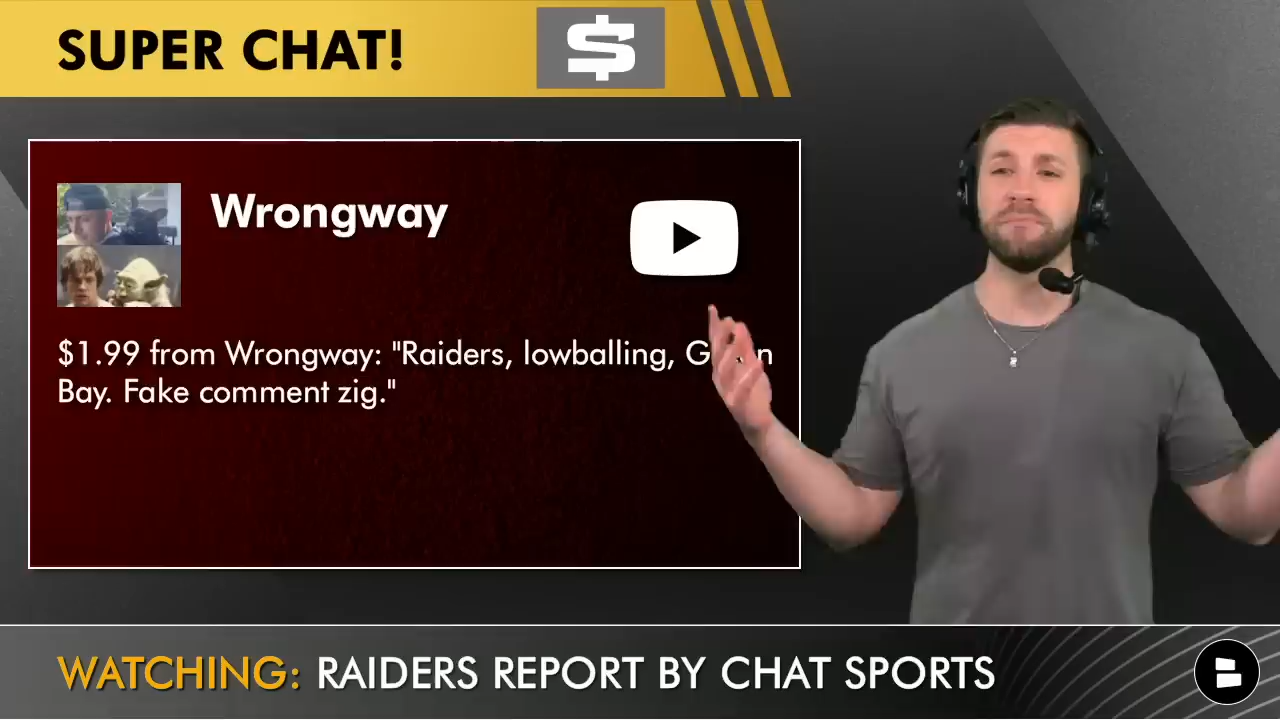 SUPER CHAT!
$
Wrongway
$1.99 from Wrongway: "Raiders, lowballing, Green
Bay. Fake comment zig."
WATCHING: RAIDERS REPORT BY CHAT SPORTS